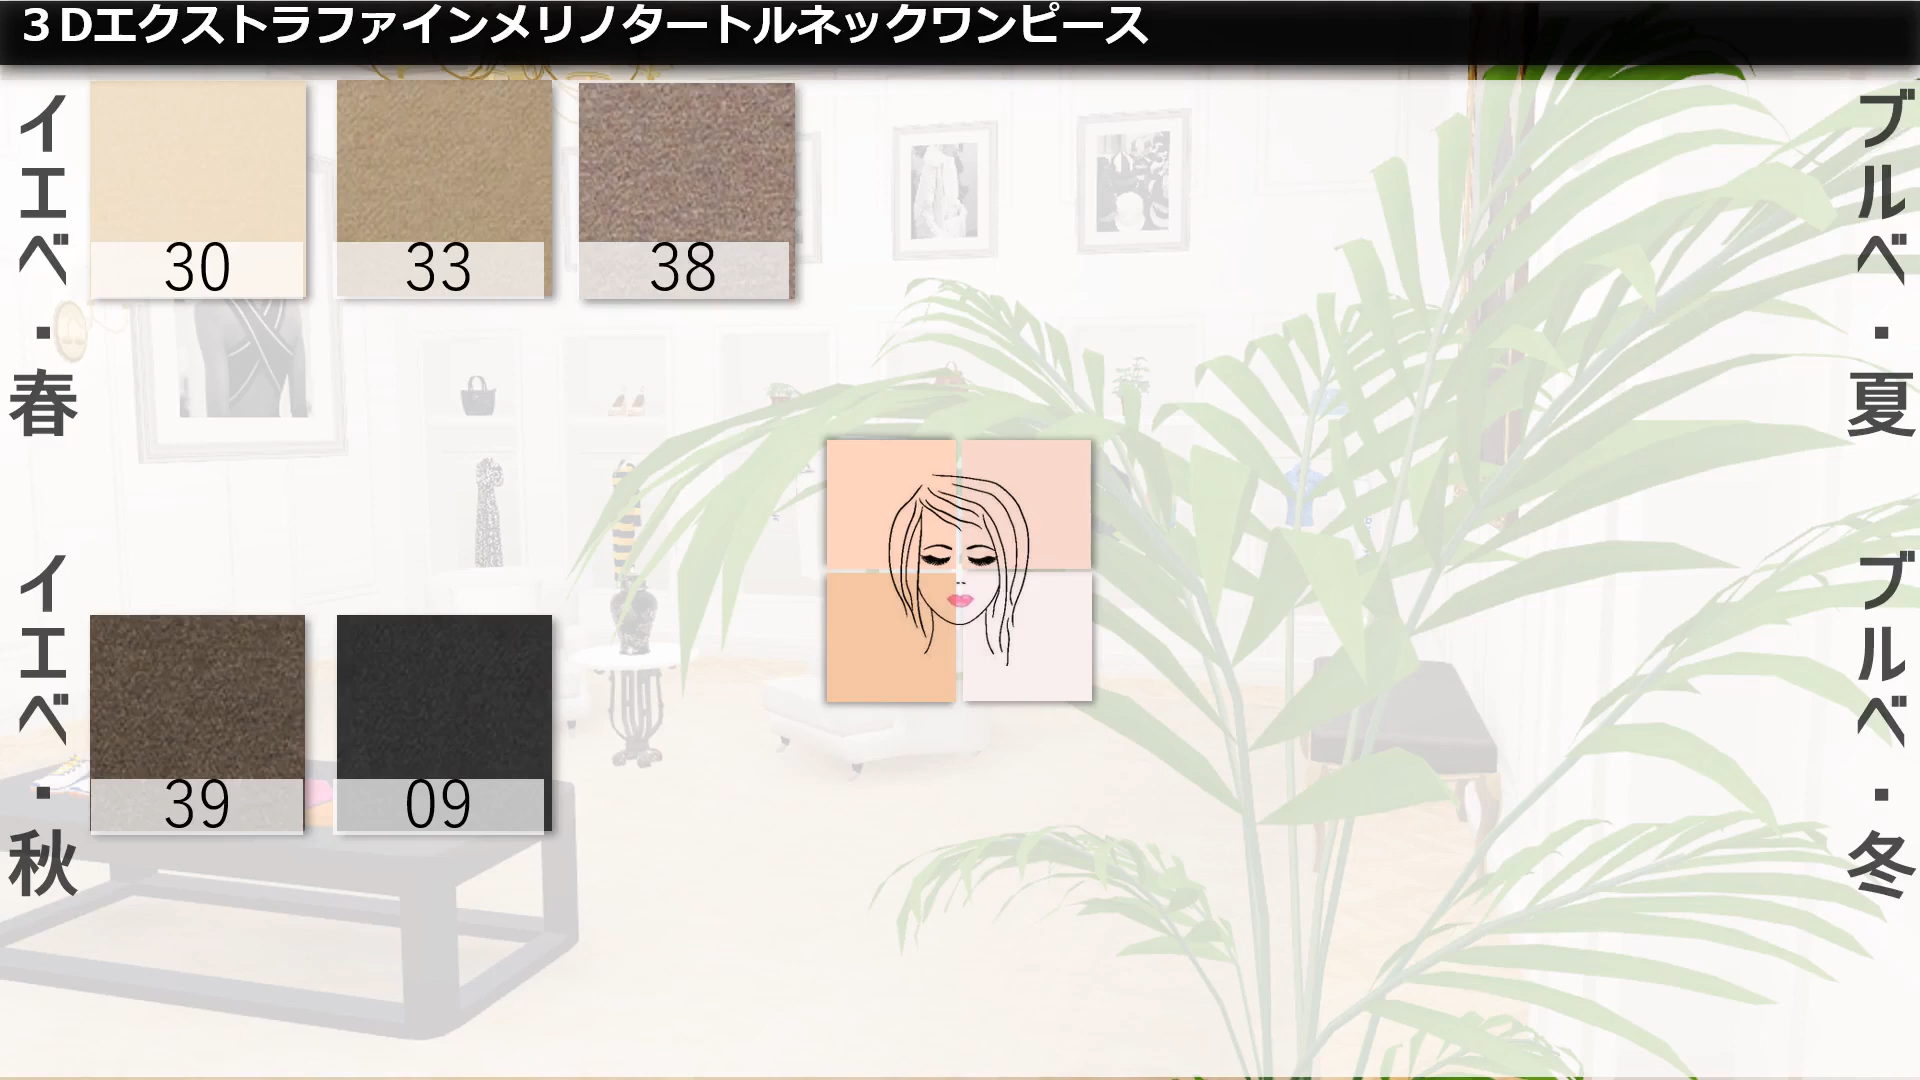 ３Dエクストラファインメリノタートルネックワンピース
イエベ・春
30
33
38
ブルベ・夏
イエベ・秋
39
09
ブルベ・冬